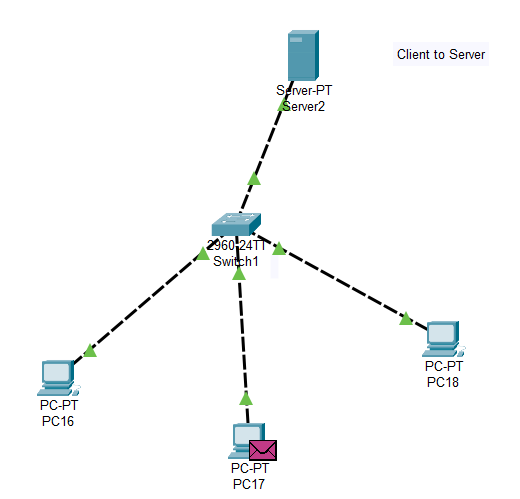 Client to Server
Server-PT
Server2
2960-24TT
Switch1
PC-PT
PC18
PC-PT
PC16
PC-PT
PC17